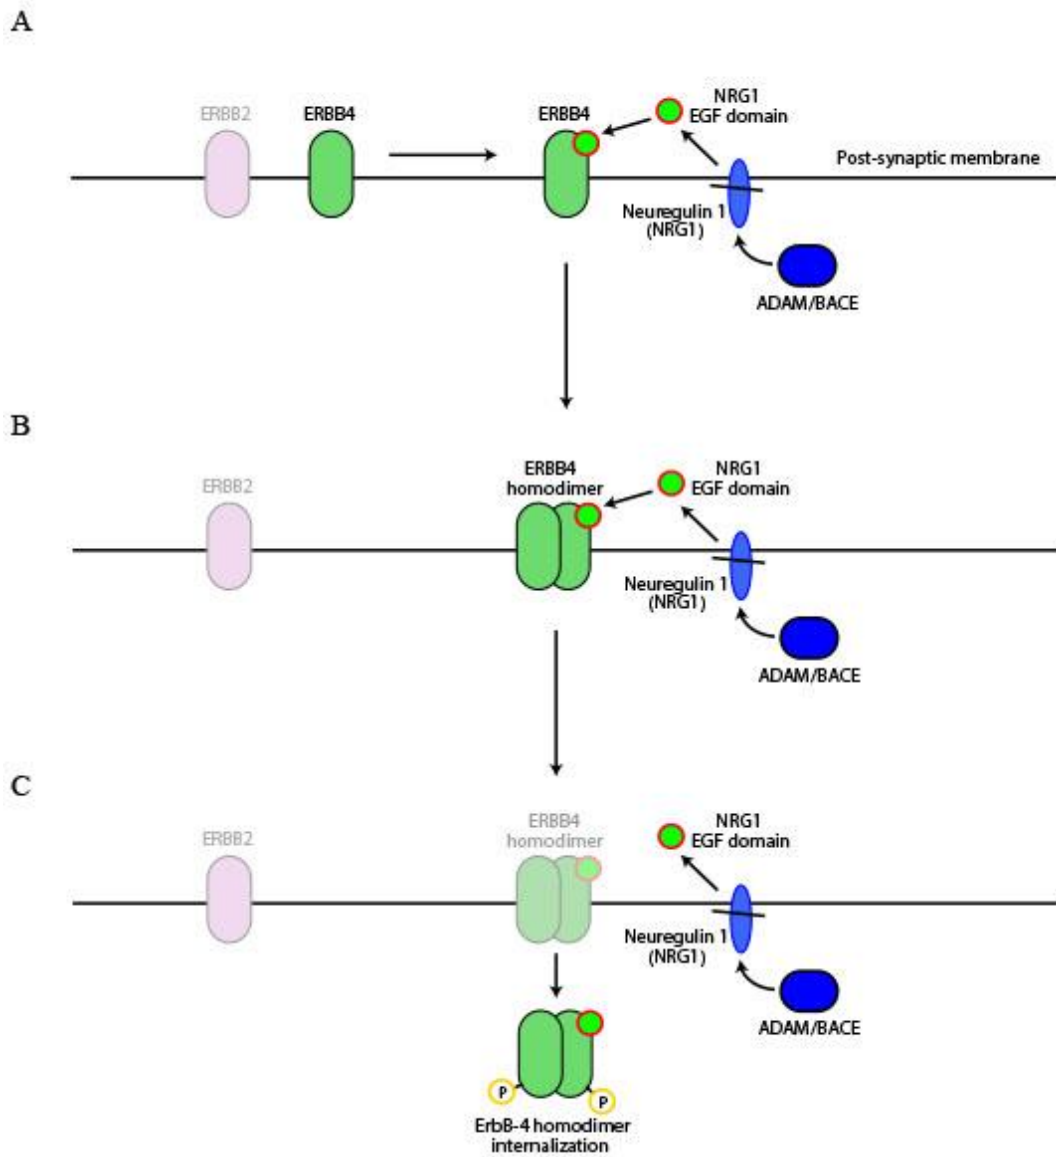 A
ERBB2
ERBB4
ERBB4
NRG1
EGF domain
Post-synaptic membrane
Neuregulin 1
(NRG1)
ADAM/BACE
B
ERBB2
ERBB4
homodimer
NRG1
EGF domain
Neuregulin 1
(NRG1)
ADAM/BACE
C
ERBB2
ERBB4
homodimer
NRG1
EGF domain
Neuregulin 1
(NRG1)
ADAM/BACE
P
P
ErbB-4 homodimer
internalization